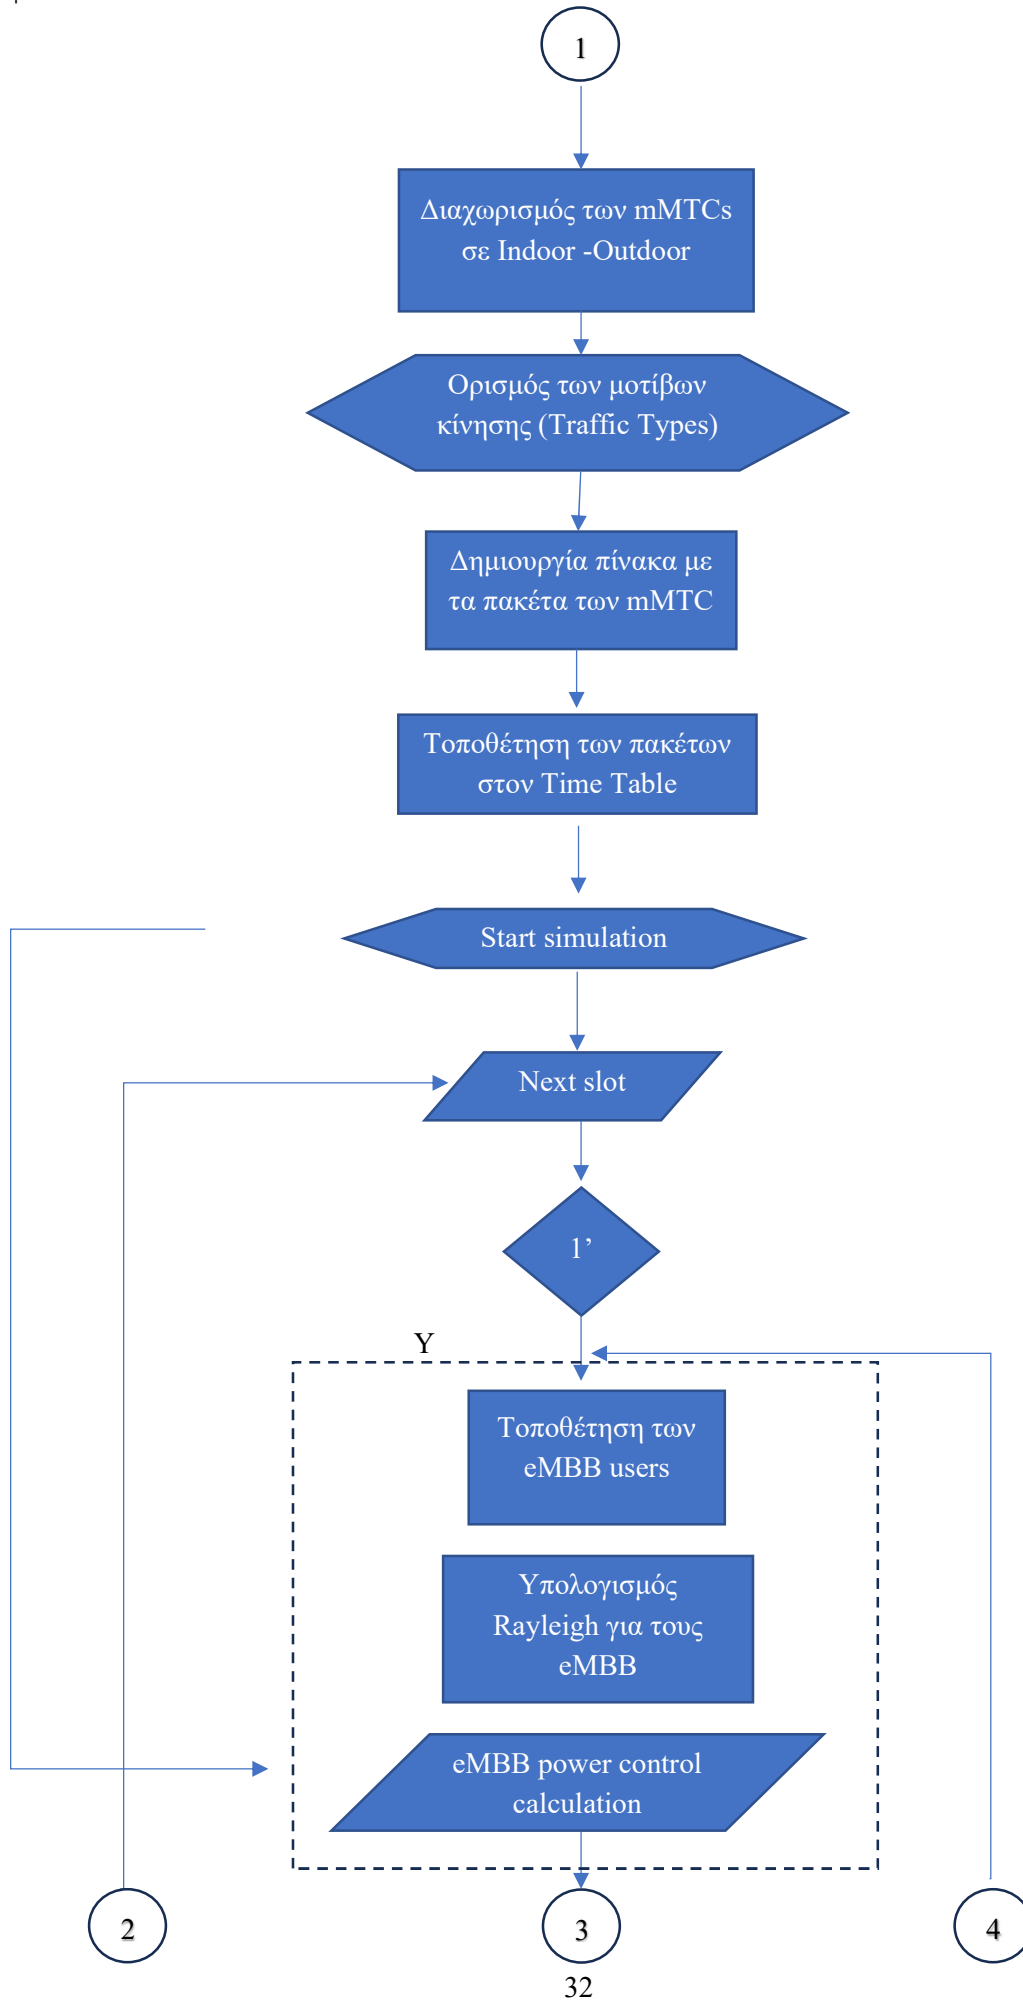 1
Διαχωρισμός των mMTCs
σε Indoor -Outdoor
Ορισμός των μοτίβων
κίνησης (Traffic Types)
Δημιουργία πίνακα με
τα πακέτα των mMTC
Τοποθέτηση των πακέτων
στον Time Table
Start simulation
Next slot
1’
Y
Τοποθέτηση των
eMBB users
Υπολογισμός
Rayleigh για τους
eMBB
eMBB power control
calculation
2
3
4
32